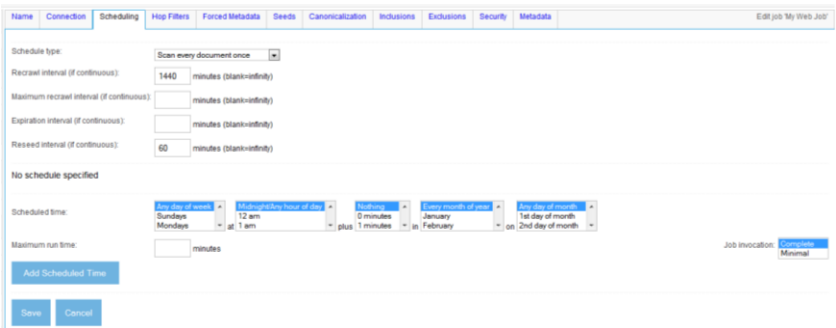 Name Connection Scheduling Hop Filters Forced Metadata Seeds Canonicalization Inclusions Exclusions Security Metadata Edit job 'My Web Job'
Schedule type: Scan every document once
Recrawl interval (if continuous): 1440 minutes (blank=infinity)
Maximum recrawl interval (if continuous): minutes (blank=infinity)
Expiration interval (if continuous): minutes (blank=infinity)
Reseed interval (if continuous): 60 minutes (blank=infinity)
No schedule specified
Any day of week Midnight/Any hour of day Nothing Every month of year Any day of month
Scheduled time: Sundays 12 am 0 minutes January 1st day of month
Mondays at 1 am plus 1 minutes in February on 2nd day of month
Maximum run time: minutes Job invocation: Complete
Minimal
Add Scheduled Time
Save Cancel